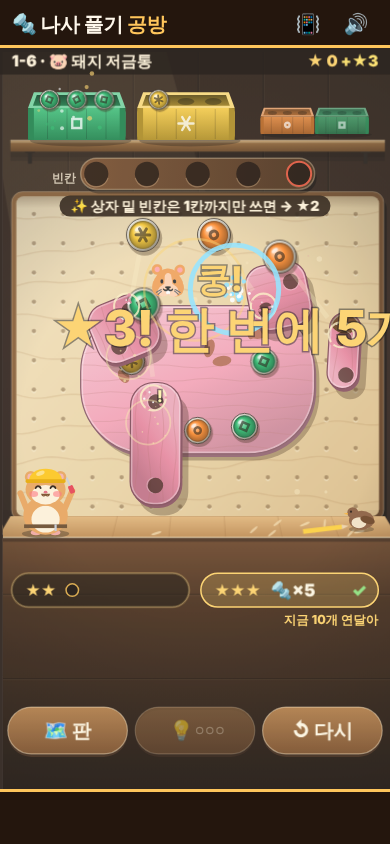 나사 풀기 공방
1-6 · 돼지 저금통
★ 0 +★3
빈칸
상자 밑 빈칸은 1칸까지만 쓰면 → ★2
쿵!
★3! 한 번에 5
!
★★
★★★ ×5 ✓
지금 10개 연달아
판
다시